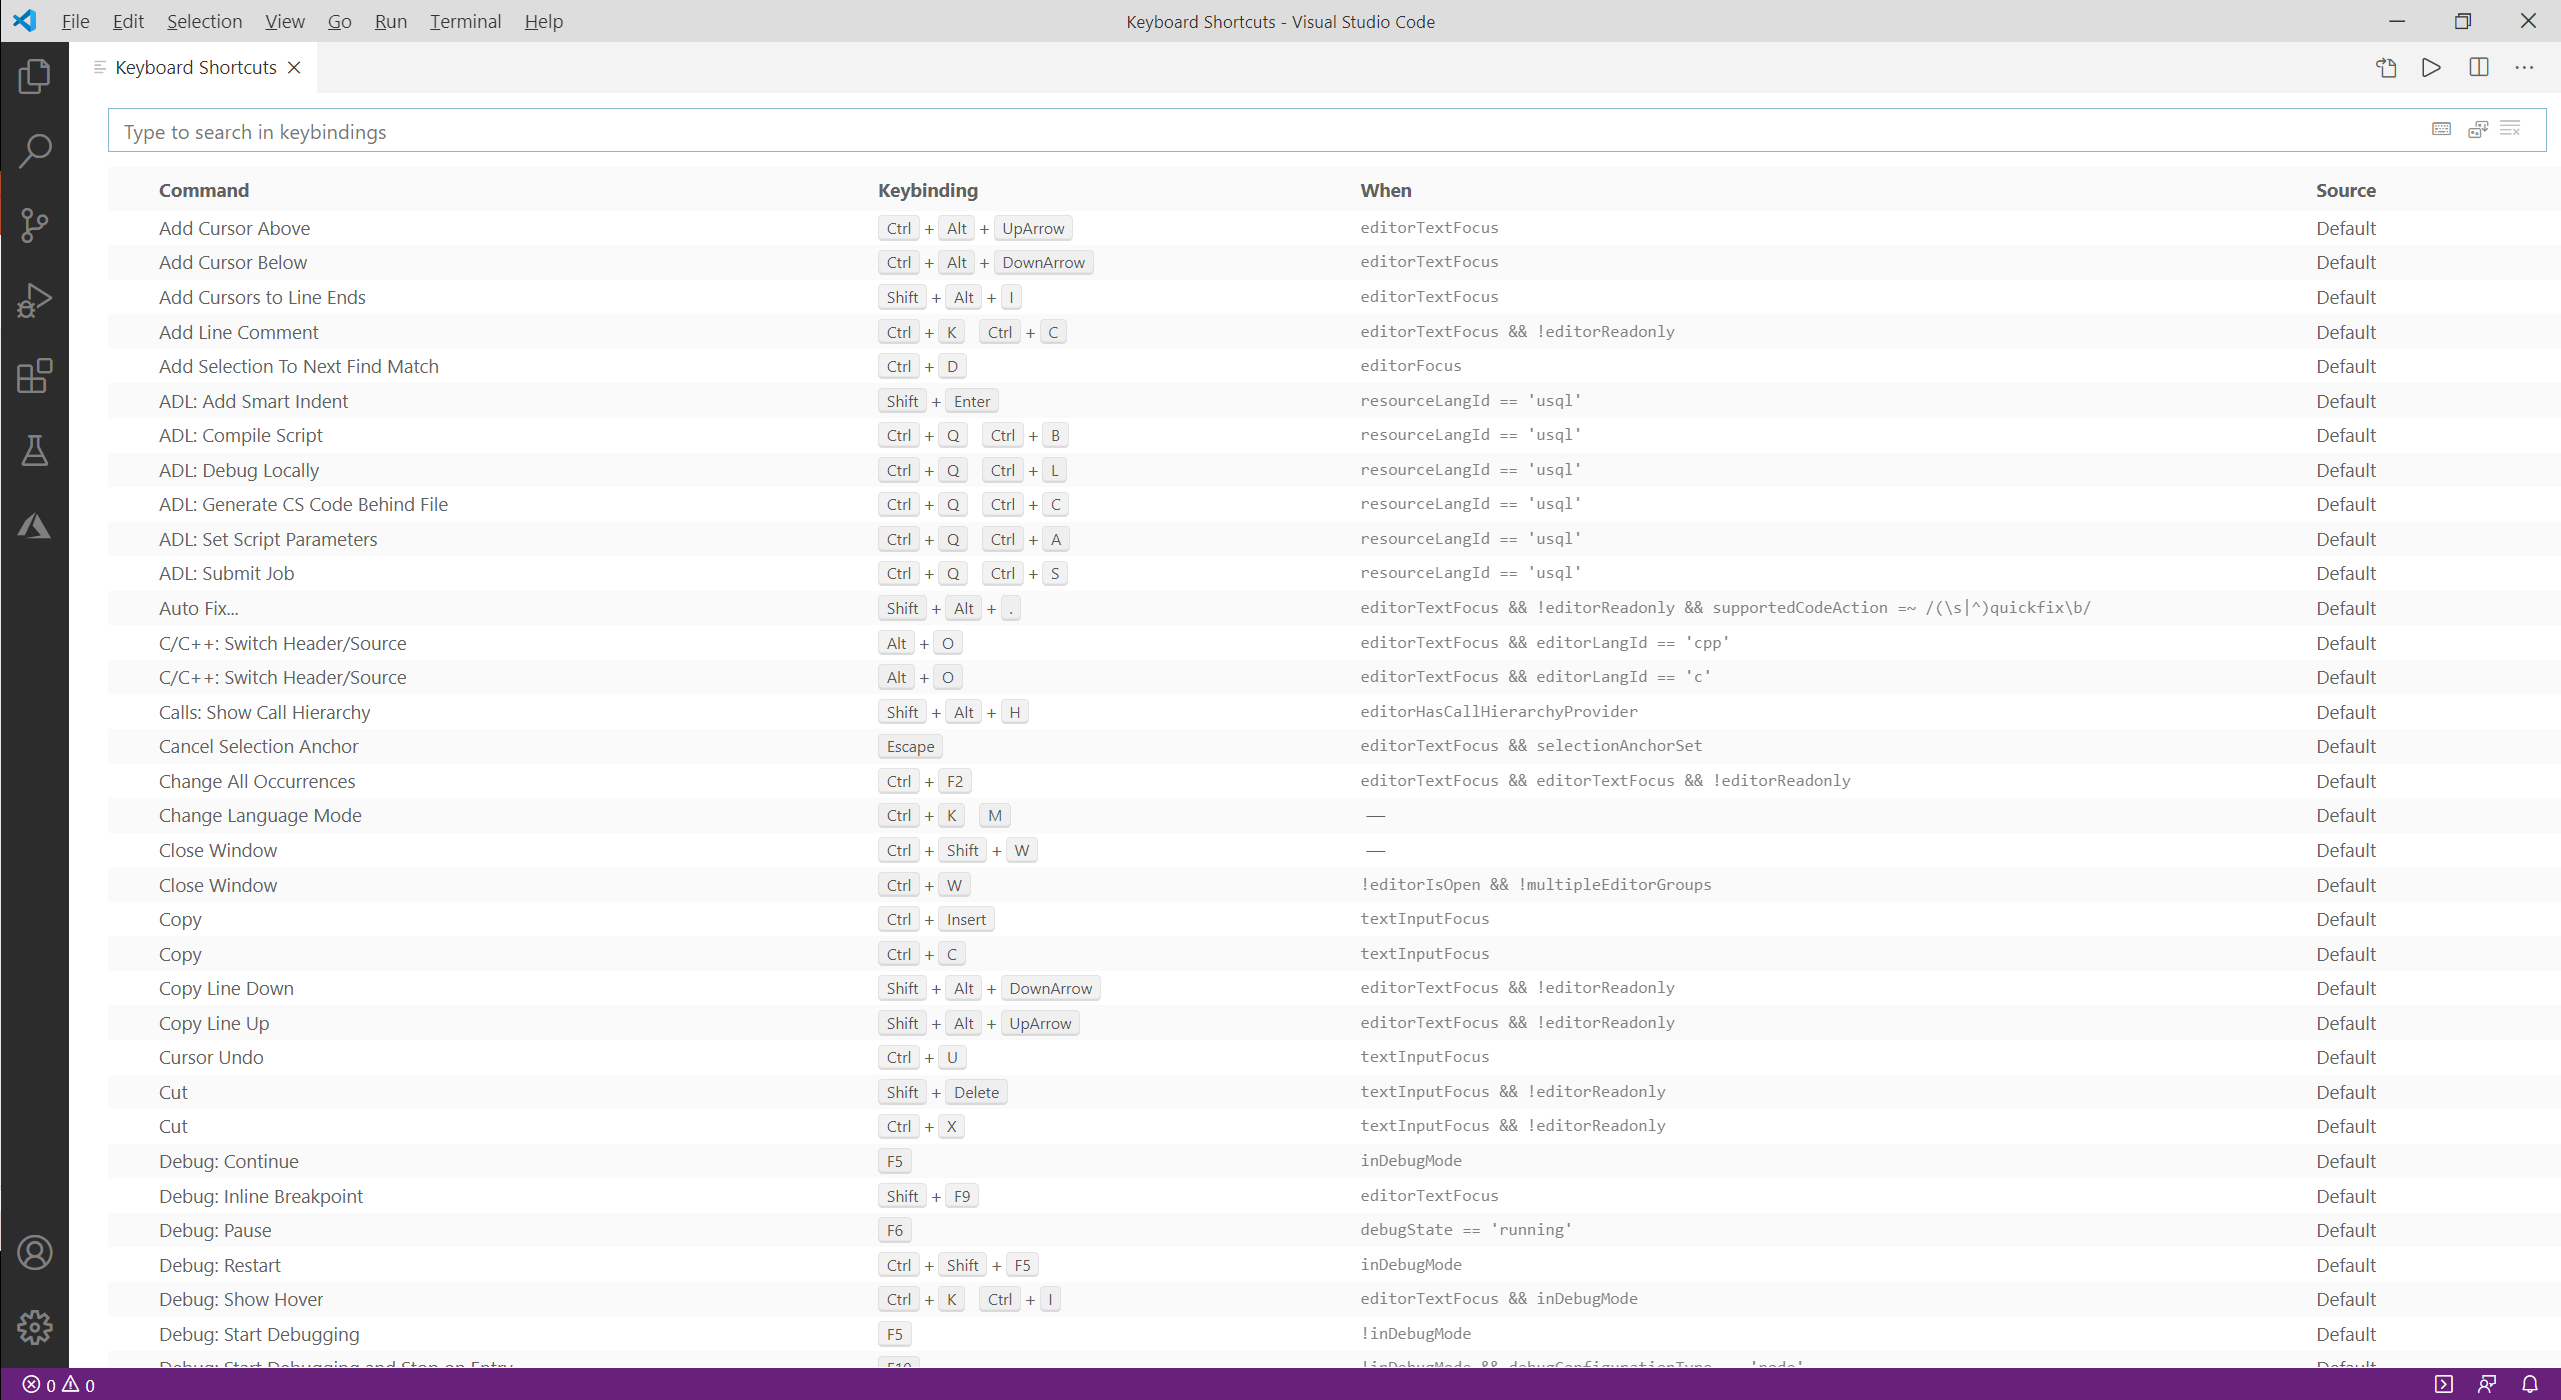 File Edit Selection View Go Run Terminal Help Keyboard Shortcuts - Visual Studio Code
Keyboard Shortcuts
Type to search in keybindings
Command Keybinding When Source
Add Cursor Above Ctrl + Alt + UpArrow editorTextFocus Default
Add Cursor Below Ctrl + Alt + DownArrow editorTextFocus Default
Add Cursors to Line Ends Shift + Alt + I editorTextFocus Default
Add Line Comment Ctrl + K Ctrl + C editorTextFocus && !editorReadonly Default
Add Selection To Next Find Match Ctrl + D editorFocus Default
ADL: Add Smart Indent Shift + Enter resourceLangId == 'usql' Default
ADL: Compile Script Ctrl + Q Ctrl + B resourceLangId == 'usql' Default
ADL: Debug Locally Ctrl + Q Ctrl + L resourceLangId == 'usql' Default
ADL: Generate CS Code Behind File Ctrl + Q Ctrl + C resourceLangId == 'usql' Default
ADL: Set Script Parameters Ctrl + Q Ctrl + A resourceLangId == 'usql' Default
ADL: Submit Job Ctrl + Q Ctrl + S resourceLangId == 'usql' Default
Auto Fix... Shift + Alt + . editorTextFocus && !editorReadonly && supportedCodeAction =~ /(\s|^)quickfix\b/ Default
C/C++: Switch Header/Source Alt + O editorTextFocus && editorLangId == 'cpp' Default
C/C++: Switch Header/Source Alt + O editorTextFocus && editorLangId == 'c' Default
Calls: Show Call Hierarchy Shift + Alt + H editorHasCallHierarchyProvider Default
Cancel Selection Anchor Escape editorTextFocus && selectionAnchorSet Default
Change All Occurrences Ctrl + F2 editorTextFocus && editorTextFocus && !editorReadonly Default
Change Language Mode Ctrl + K M — Default
Close Window Ctrl + Shift + W — Default
Close Window Ctrl + W !editorIsOpen && !multipleEditorGroups Default
Copy Ctrl + Insert textInputFocus Default
Copy Ctrl + C textInputFocus Default
Copy Line Down Shift + Alt + DownArrow editorTextFocus && !editorReadonly Default
Copy Line Up Shift + Alt + UpArrow editorTextFocus && !editorReadonly Default
Cursor Undo Ctrl + U textInputFocus Default
Cut Shift + Delete textInputFocus && !editorReadonly Default
Cut Ctrl + X textInputFocus && !editorReadonly Default
Debug: Continue F5 inDebugMode Default
Debug: Inline Breakpoint Shift + F9 editorTextFocus Default
Debug: Pause F6 debugState == 'running' Default
Debug: Restart Ctrl + Shift + F5 inDebugMode Default
Debug: Show Hover Ctrl + K Ctrl + I editorTextFocus && inDebugMode Default
Debug: Start Debugging F5 !inDebugMode Default
Debug: Start Debugging and Stop on Entry F10 !inDebugMode && debugConfigurationType == 'node' Default
0 0